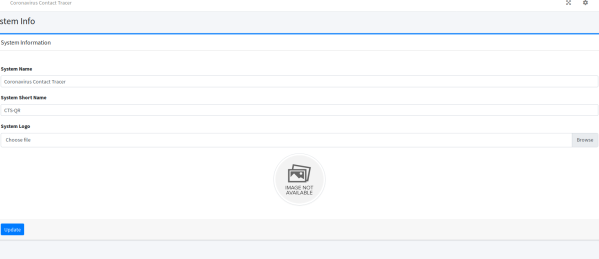 Coronavirus Contact Tracer
stem Info
System Information
System Name
Coronavirus Contact Tracer
System Short Name
CTS-QR
System Logo
Choose file
Browse
IMAGE NOT
AVAILABLE
Update